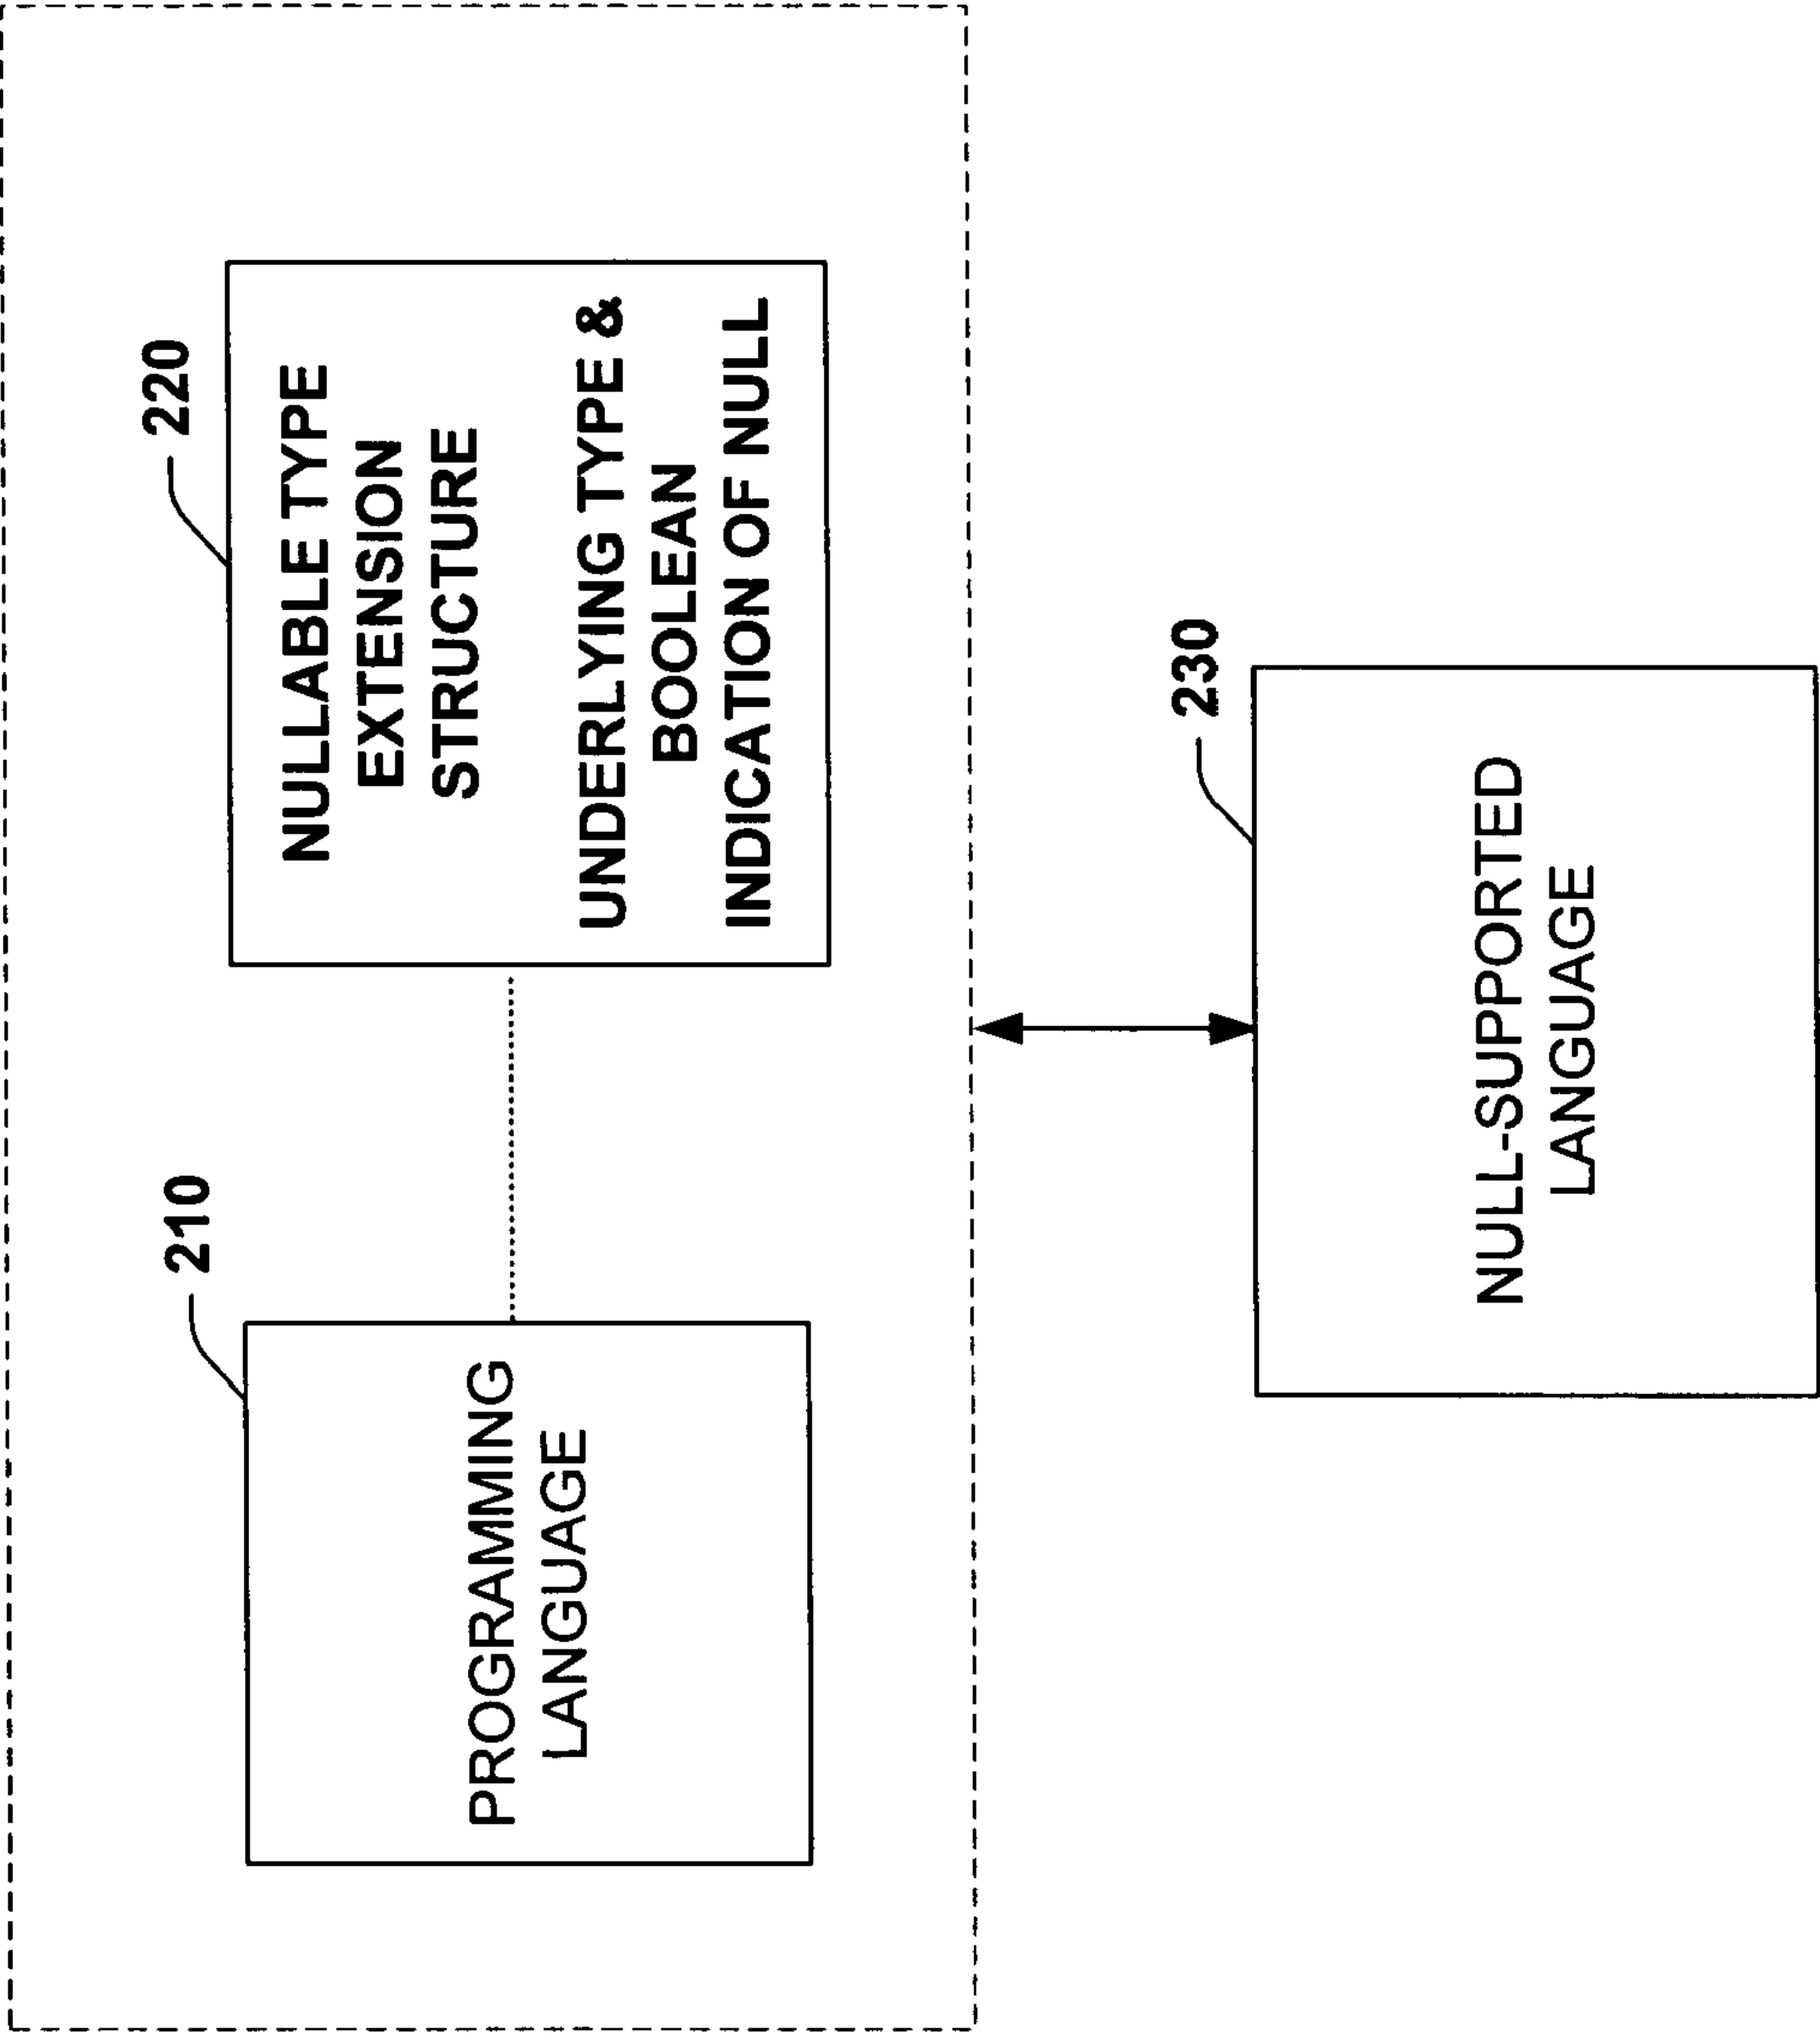 210
PROGRAMMING
LANGUAGE
220
NULLABLE TYPE
EXTENSION
STRUCTURE
UNDERLYING TYPE &
BOOLEAN
INDICATION OF NULL
230
NULL-SUPPORTED
LANGUAGE